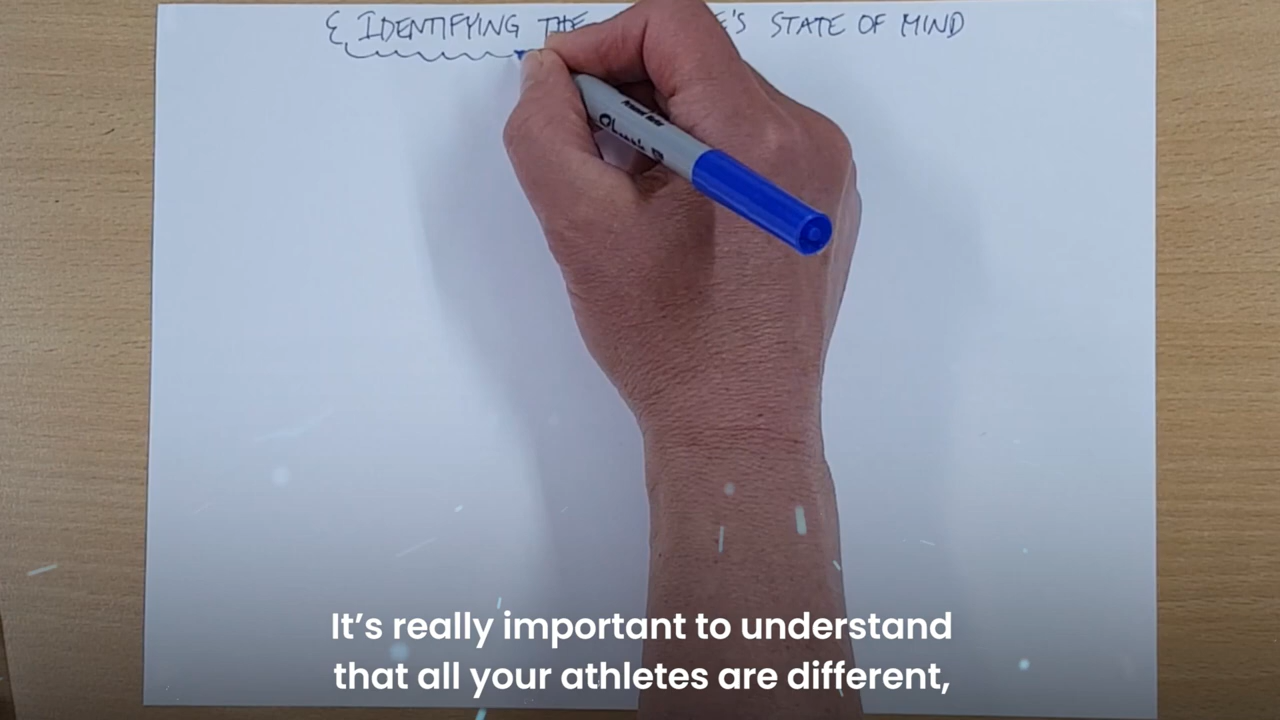 & IDENTIFYING THE 'S STATE OF MIND
It's really important to understand
that all your athletes are different,